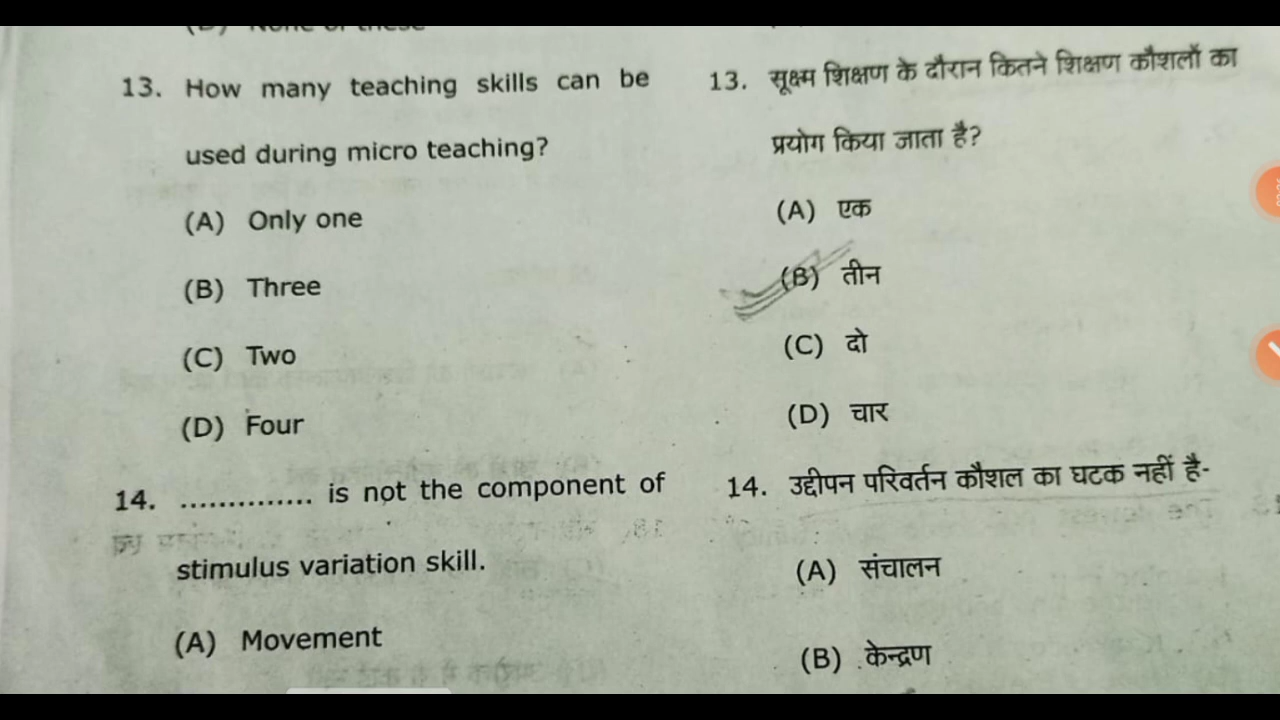 13. How many teaching skills can be
used during micro teaching?
(A) Only one
(B) Three
(C) Two
(D) Four
14. .............. is not the component of
stimulus variation skill.
(A) Movement
13. सूक्ष्म शिक्षण के दौरान कितने शिक्षण कौशलों का
प्रयोग किया जाता है?
(A) एक
(B) तीन
(C) दो
(D) चार
14. उद्दीपन परिवर्तन कौशल का घटक नहीं है-
(A) संचालन
(B) केन्द्रण